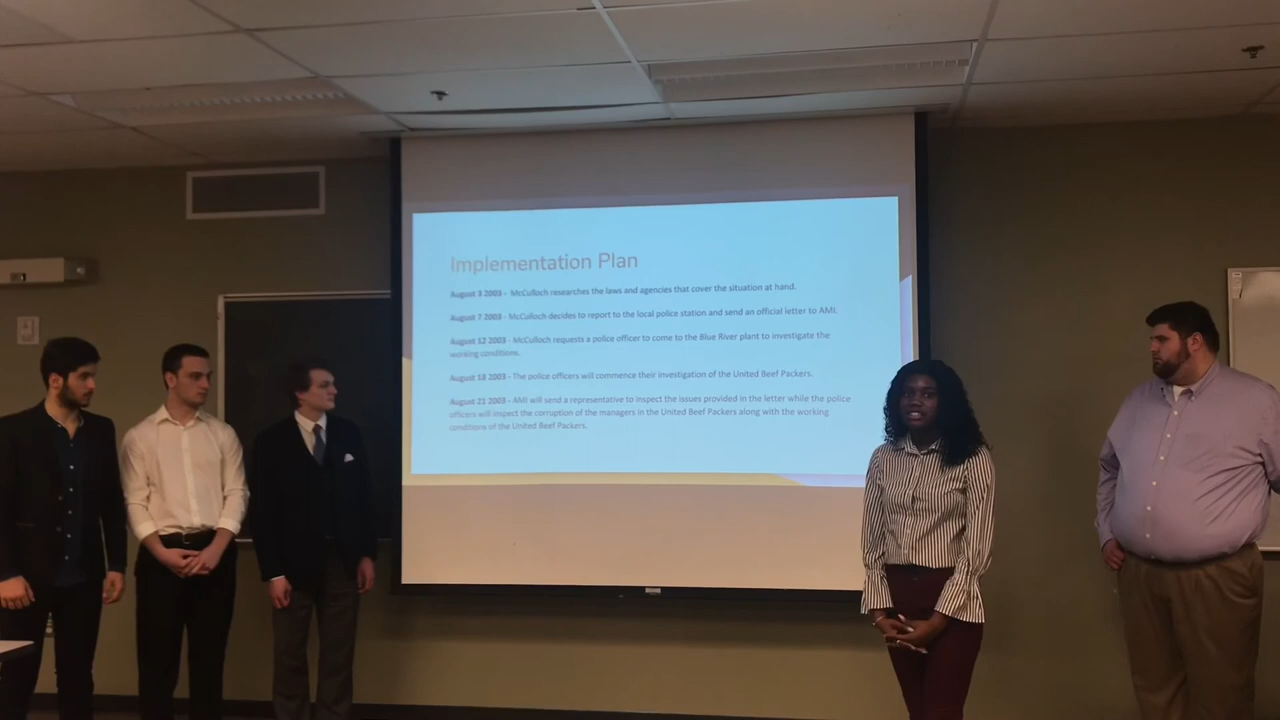 Implementation Plan
August 3 2003 - McCulloch researches the laws and agencies that cover the situation at hand.
August 7 2003 - McCulloch decides to report to the local police station and send an official letter to AMI.
August 12 2003 - McCulloch requests a police officer to come to the Blue River plant to investigate the
working conditions.
August 18 2003 - The police officers will commence their investigation of the United Beef Packers.
August 21 2003 - AMI will send a representative to inspect the issues provided in the letter while the police
officers will inspect the corruption of the managers in the United Beef Packers along with the working
conditions of the United Beef Packers.